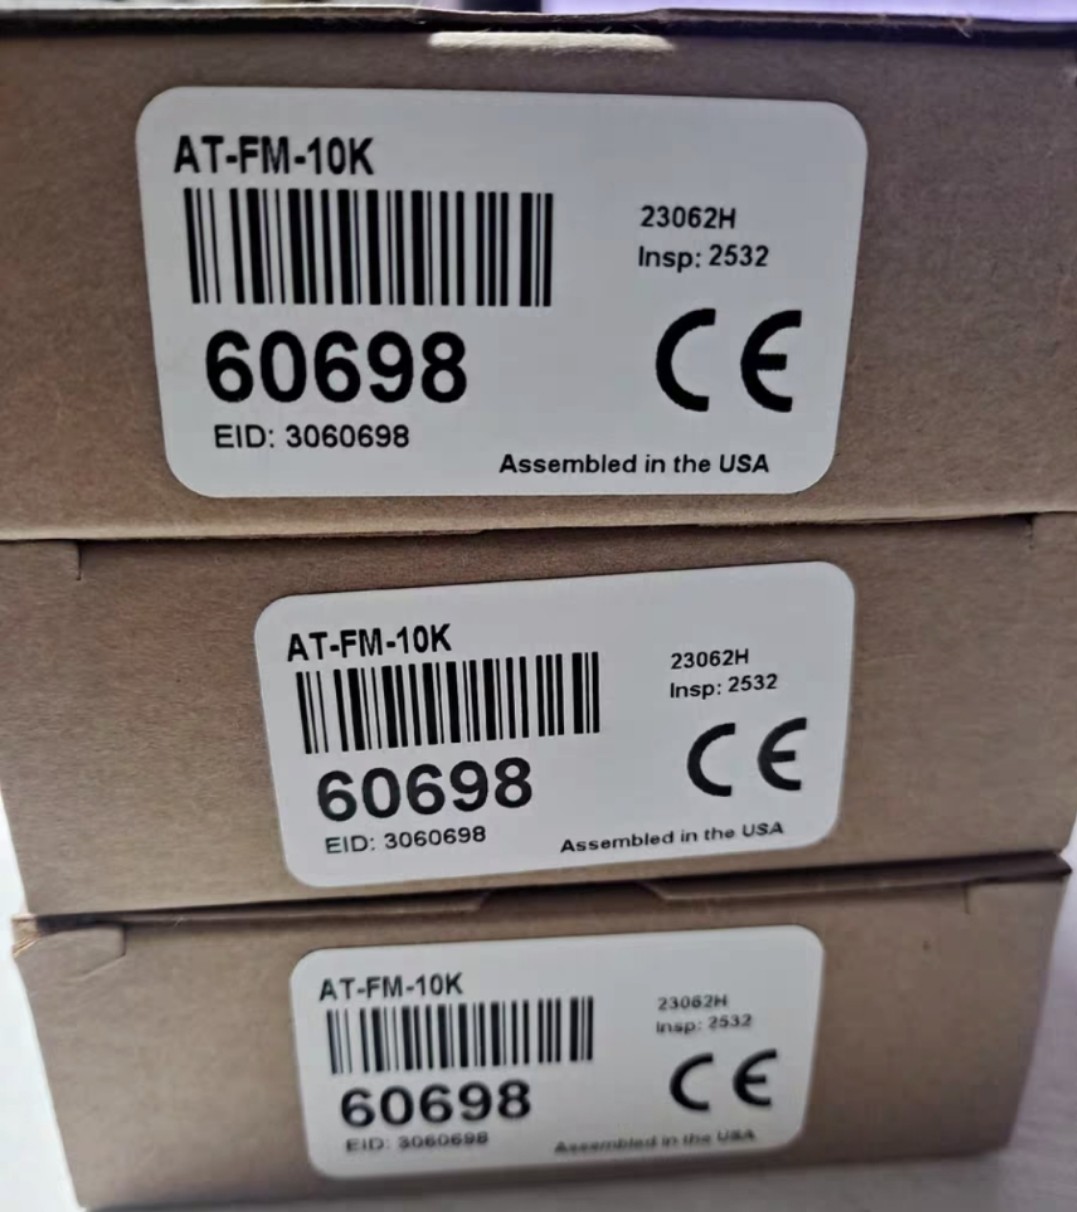 AT-FM-10K
23062H
Insp: 2532
60698
CE
EID: 3060698
Assembled in the USA
AT-FM-10K
23062H
Insp: 2532
60698
CE
EID: 3060698
Assembled in the USA
AT-FM-10K
23062H
Insp: 2532
60698
CE
EID: 3060698
Assembled in the USA